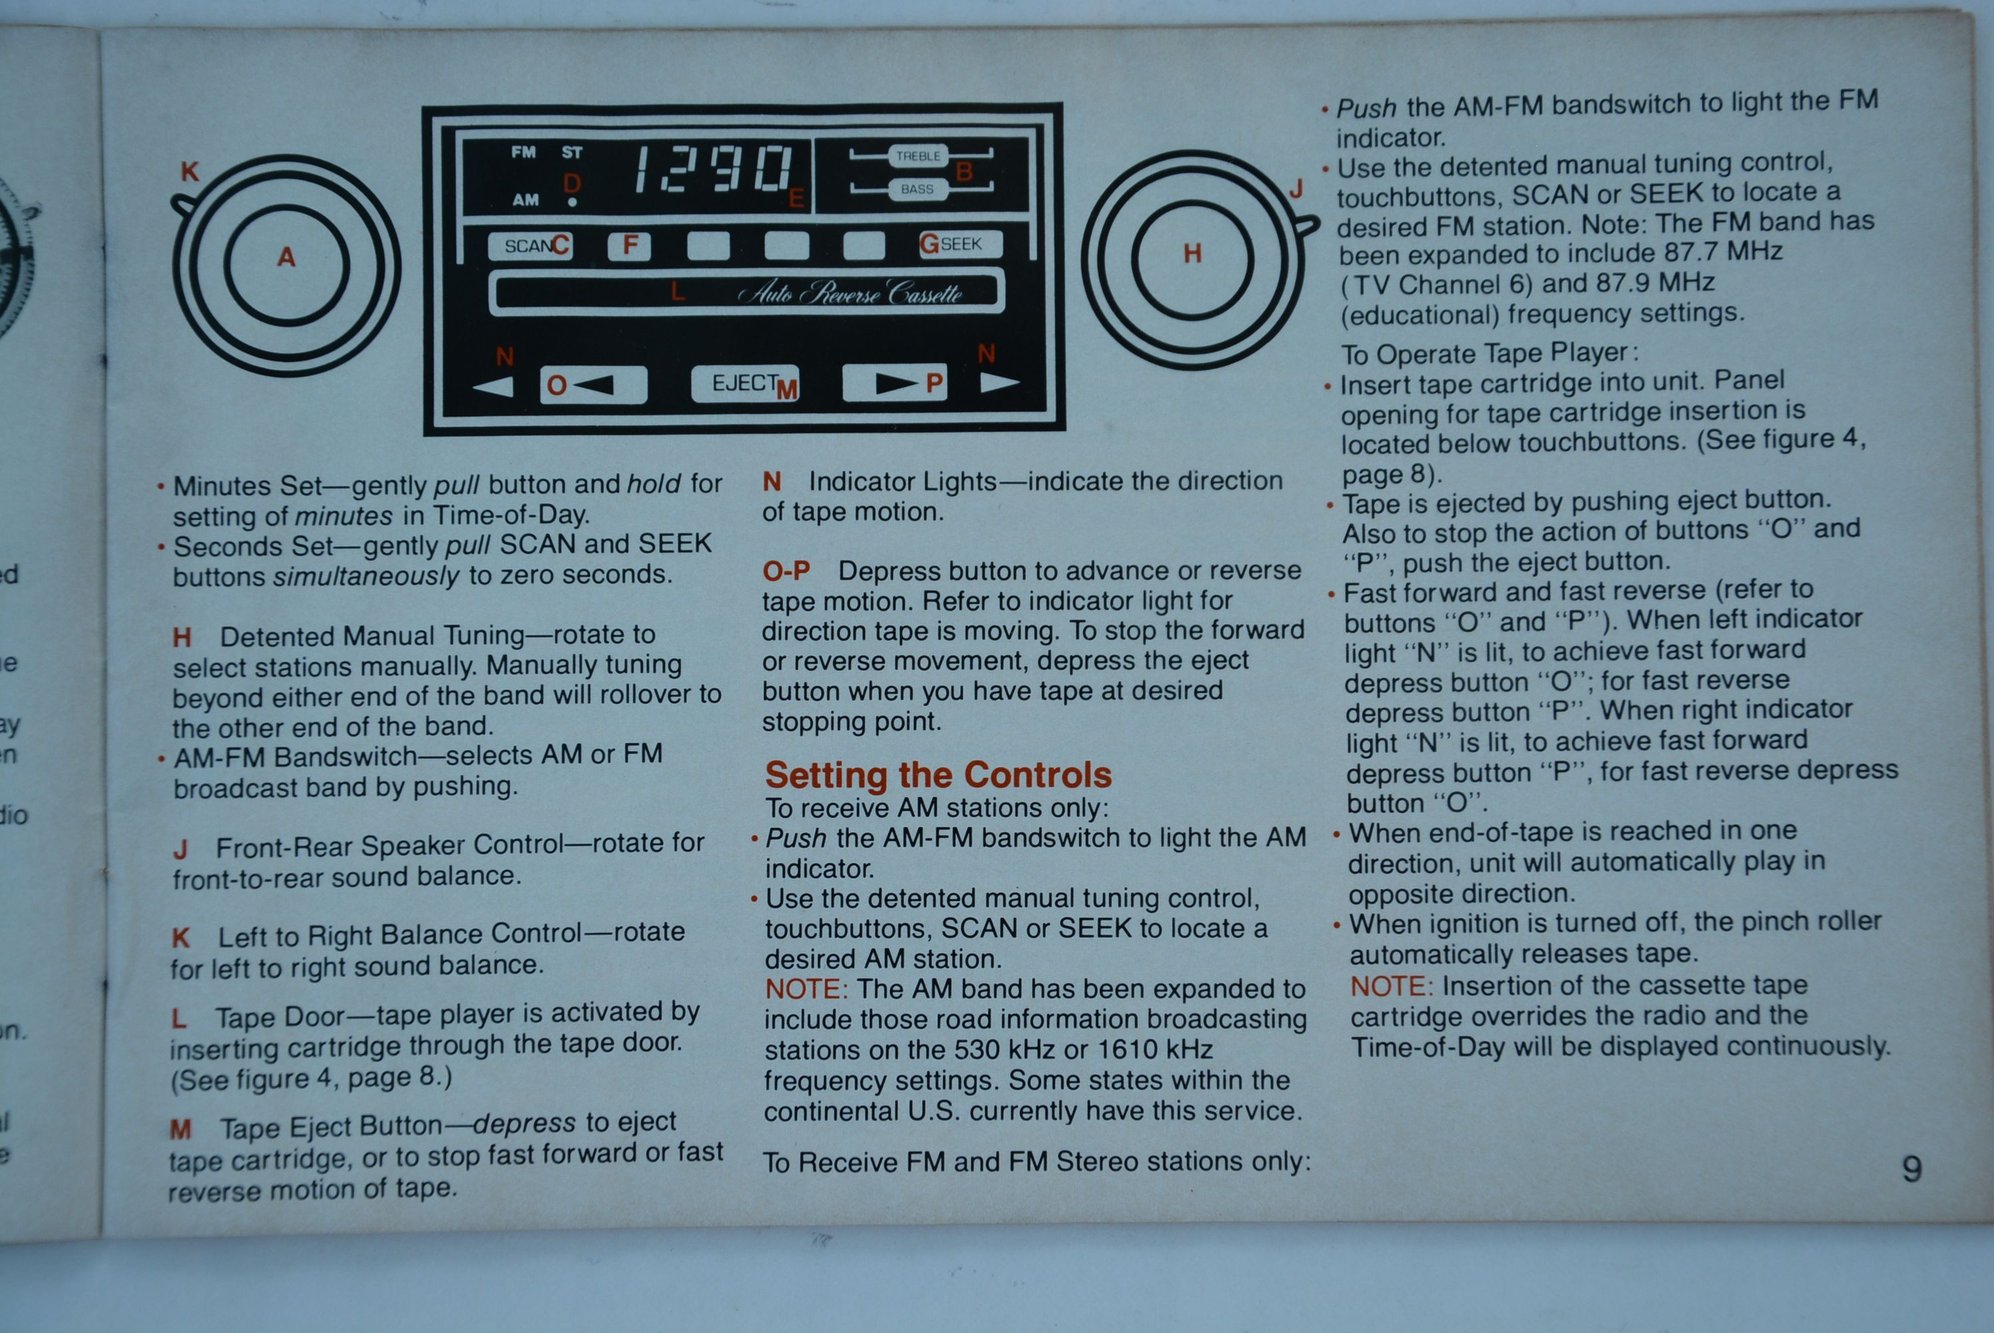 K
A
FM ST
D
AM
1290
E
TREBLE
BASS
B
SCAN C
F
G SEEK
L Auto Reverse Cassette
N
O
EJECT M
P
N
H
J
• Minutes Set—gently pull button and hold for
setting of minutes in Time-of-Day.
• Seconds Set—gently pull SCAN and SEEK
buttons simultaneously to zero seconds.
H Detented Manual Tuning—rotate to
select stations manually. Manually tuning
beyond either end of the band will rollover to
the other end of the band.
• AM-FM Bandswitch—selects AM or FM
broadcast band by pushing.
J Front-Rear Speaker Control—rotate for
front-to-rear sound balance.
K Left to Right Balance Control—rotate
for left to right sound balance.
L Tape Door—tape player is activated by
inserting cartridge through the tape door.
(See figure 4, page 8.)
M Tape Eject Button—depress to eject
tape cartridge, or to stop fast forward or fast
reverse motion of tape.
N Indicator Lights—indicate the direction
of tape motion.
O-P Depress button to advance or reverse
tape motion. Refer to indicator light for
direction tape is moving. To stop the forward
or reverse movement, depress the eject
button when you have tape at desired
stopping point.
Setting the Controls
To receive AM stations only:
• Push the AM-FM bandswitch to light the AM
indicator.
• Use the detented manual tuning control,
touchbuttons, SCAN or SEEK to locate a
desired AM station.
NOTE: The AM band has been expanded to
include those road information broadcasting
stations on the 530 kHz or 1610 kHz
frequency settings. Some states within the
continental U.S. currently have this service.
To Receive FM and FM Stereo stations only:
• Push the AM-FM bandswitch to light the FM
indicator.
• Use the detented manual tuning control,
touchbuttons, SCAN or SEEK to locate a
desired FM station. Note: The FM band has
been expanded to include 87.7 MHz
(TV Channel 6) and 87.9 MHz
(educational) frequency settings.
To Operate Tape Player:
• Insert tape cartridge into unit. Panel
opening for tape cartridge insertion is
located below touchbuttons. (See figure 4,
page 8).
• Tape is ejected by pushing eject button.
Also to stop the action of buttons "O" and
"P", push the eject button.
• Fast forward and fast reverse (refer to
buttons "O" and "P"). When left indicator
light "N" is lit, to achieve fast forward
depress button "O"; for fast reverse
depress button "P". When right indicator
light "N" is lit, to achieve fast forward
depress button "P", for fast reverse depress
button "O".
• When end-of-tape is reached in one
direction, unit will automatically play in
opposite direction.
• When ignition is turned off, the pinch roller
automatically releases tape.
NOTE: Insertion of the cassette tape
cartridge overrides the radio and the
Time-of-Day will be displayed continuously.
9